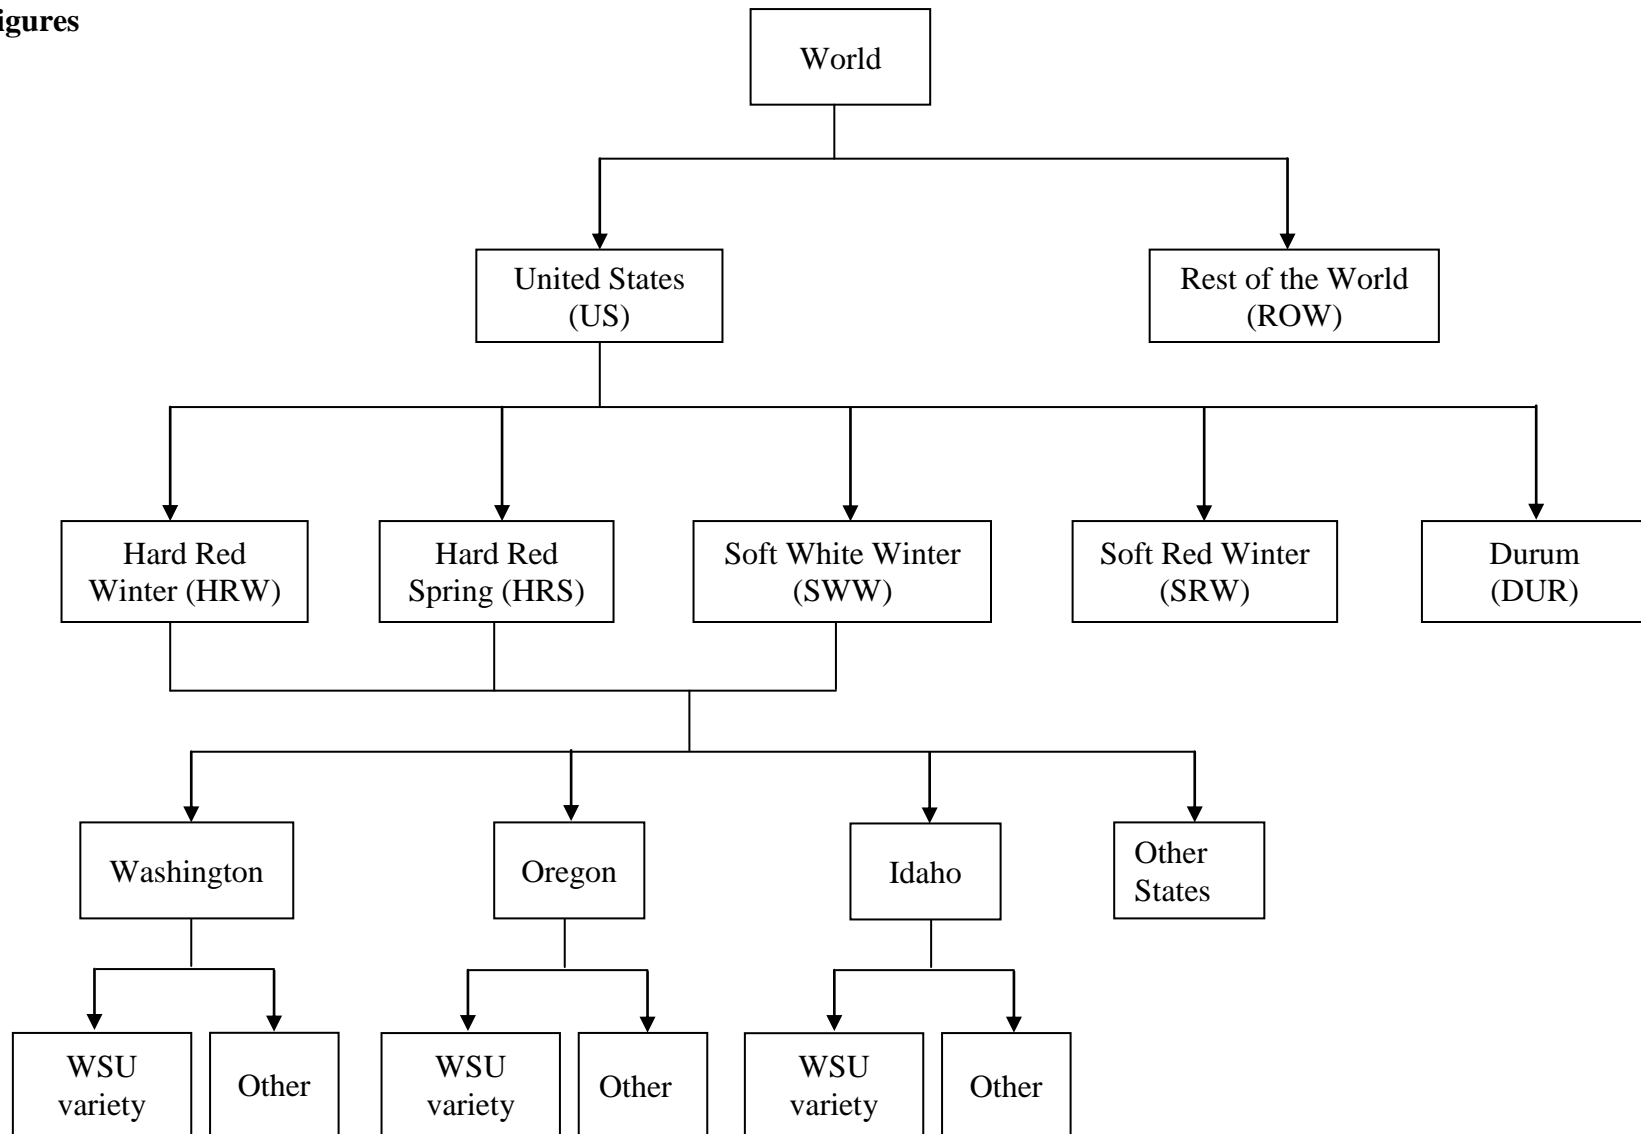 igures
World
United States
(US)
Rest of the World
(ROW)
Hard Red
Winter (HRW)
Hard Red
Spring (HRS)
Soft White Winter
(SWW)
Soft Red Winter
(SRW)
Durum
(DUR)
Washington
Oregon
Idaho
Other
States
WSU
variety
Other
WSU
variety
Other
WSU
variety
Other